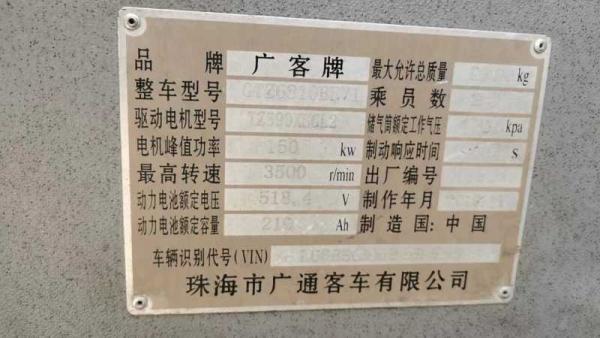 品牌 广客牌 最大允许总质量 kg
整车型号 乘员数
驱动电机型号 储气筒额定工作气压 kpa
电机峰值功率 150 kw 制动响应时间 s
最高转速 3500 r/min 出厂编号
动力电池额定电压 518.4 V 制作年月
动力电池额定容量 210 Ah 制造国:中国
车辆识别代号(VIN)
珠海市广通客车有限公司